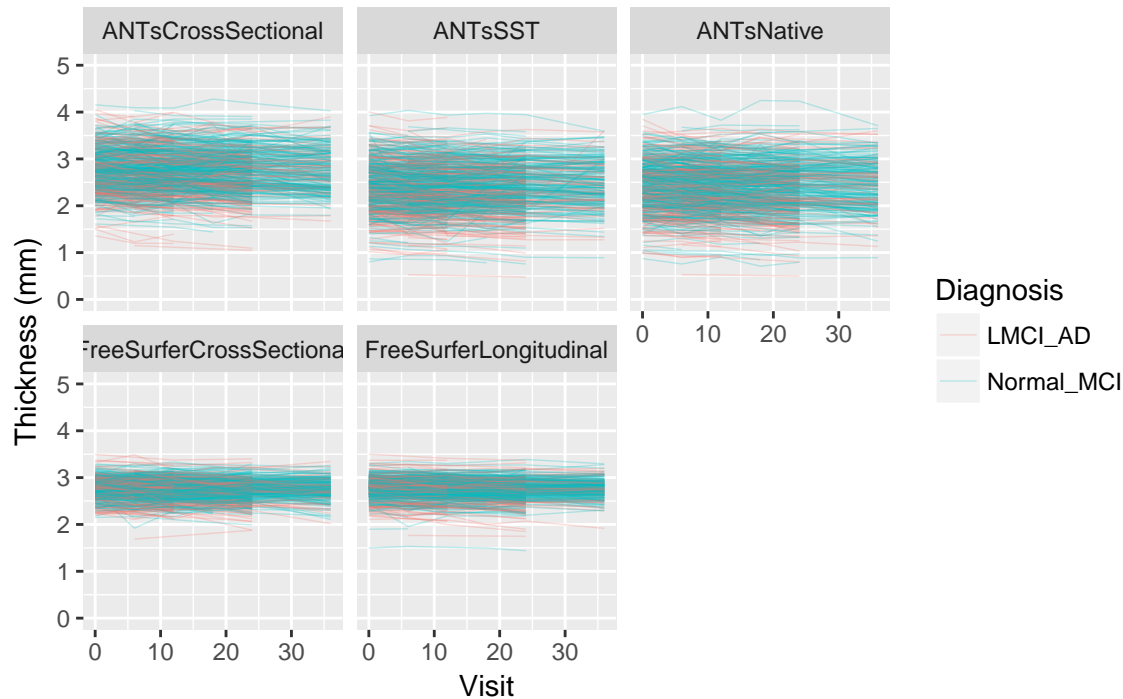 ANTsCrossSectional
ANTsSST
ANTsNative
5
4
3
2
1
0
0
10
20
30
FreeSurferCrossSectiona
FreeSurferLongitudinal
5
4
3
2
1
0
0
10
20
30
0
10
20
30
Thickness (mm)
Visit
Diagnosis
LMCI_AD
Normal_MCI